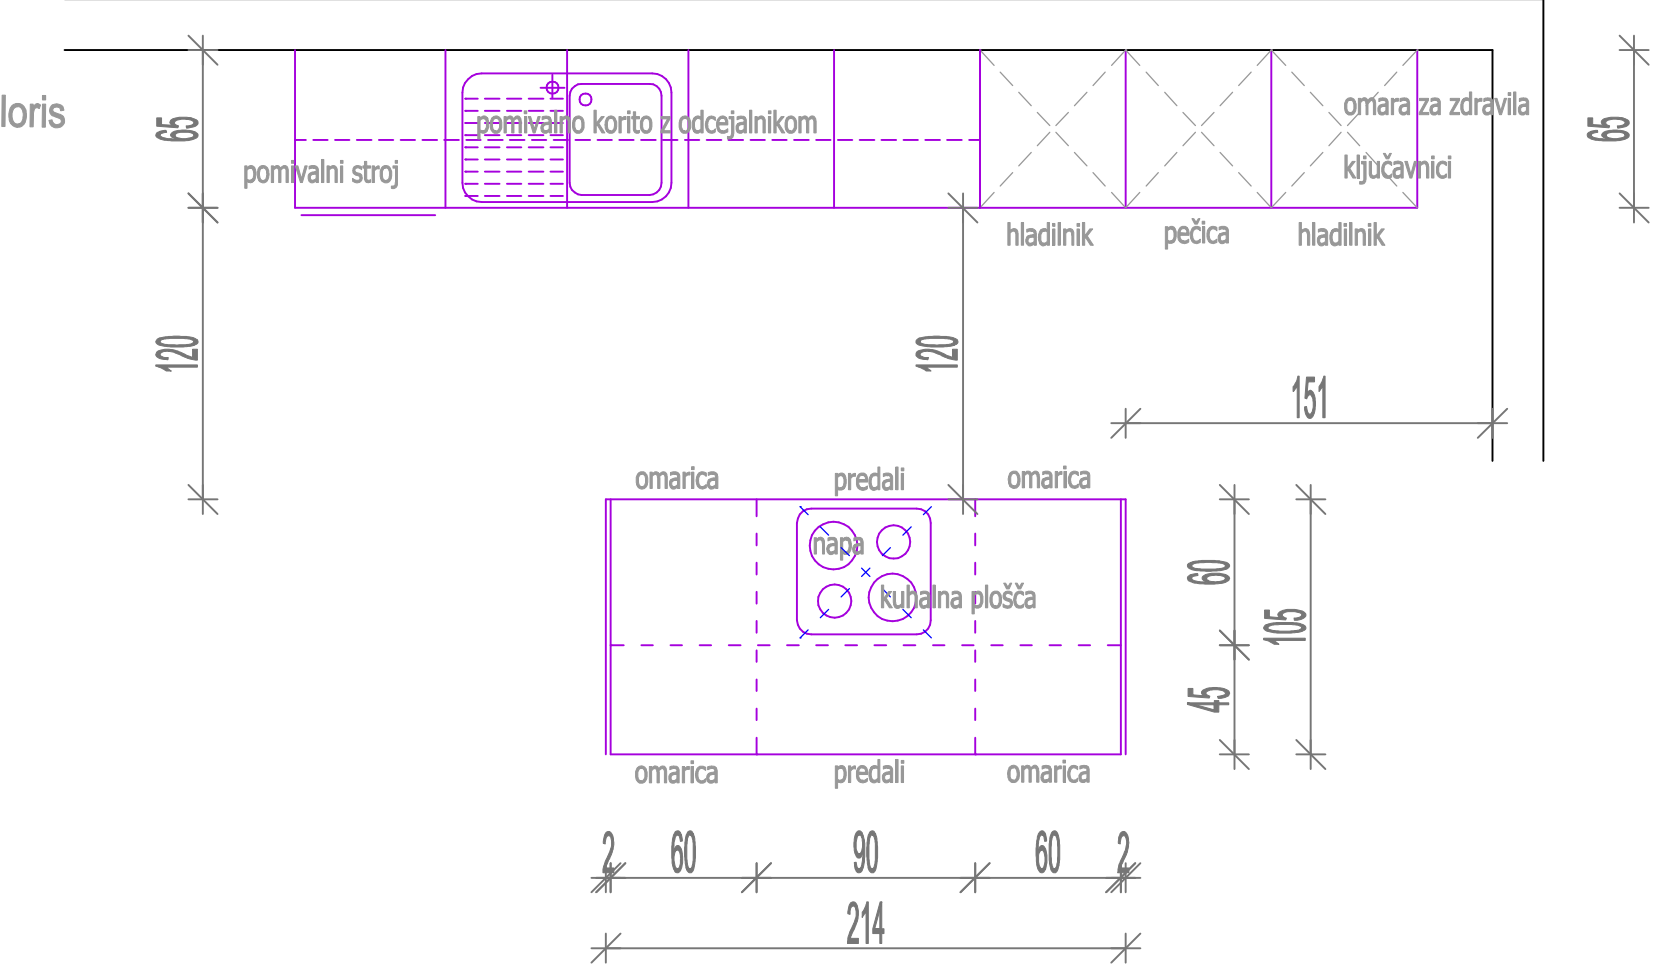 loris
65
pomivalno korito z odcejalnikom
pomivalni stroj
omara za zdravila
ključavnici
65
hladilnik
pečica
hladilnik
120
120
151
omarica
predali
omarica
napa
kuhalna plošča
60
105
45
omarica
predali
omarica
2 60 90 60 2
214